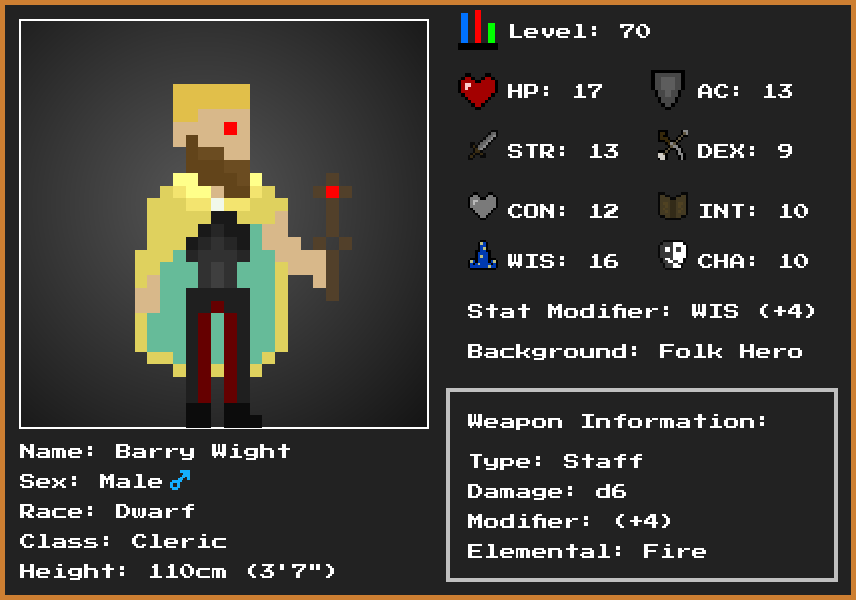 Level: 70
HP: 17 AC: 13
STR: 13 DEX: 9
CON: 12 INT: 10
WIS: 16 CHA: 10
Stat Modifier: WIS (+4)
Background: Folk Hero
Weapon Information:
Type: Staff
Damage: d6
Modifier: (+4)
Elemental: Fire
Name: Barry Wight
Sex: Male♂
Race: Dwarf
Class: Cleric
Height: 110cm (3'7")